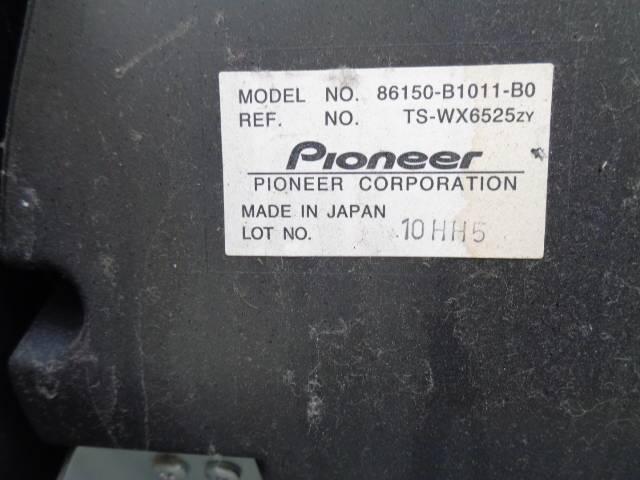 MODEL NO. 86150-B1011-B0
REF. NO. TS-WX6525ZY
Pioneer
PIONEER CORPORATION
MADE IN JAPAN
LOT NO. 10HH5